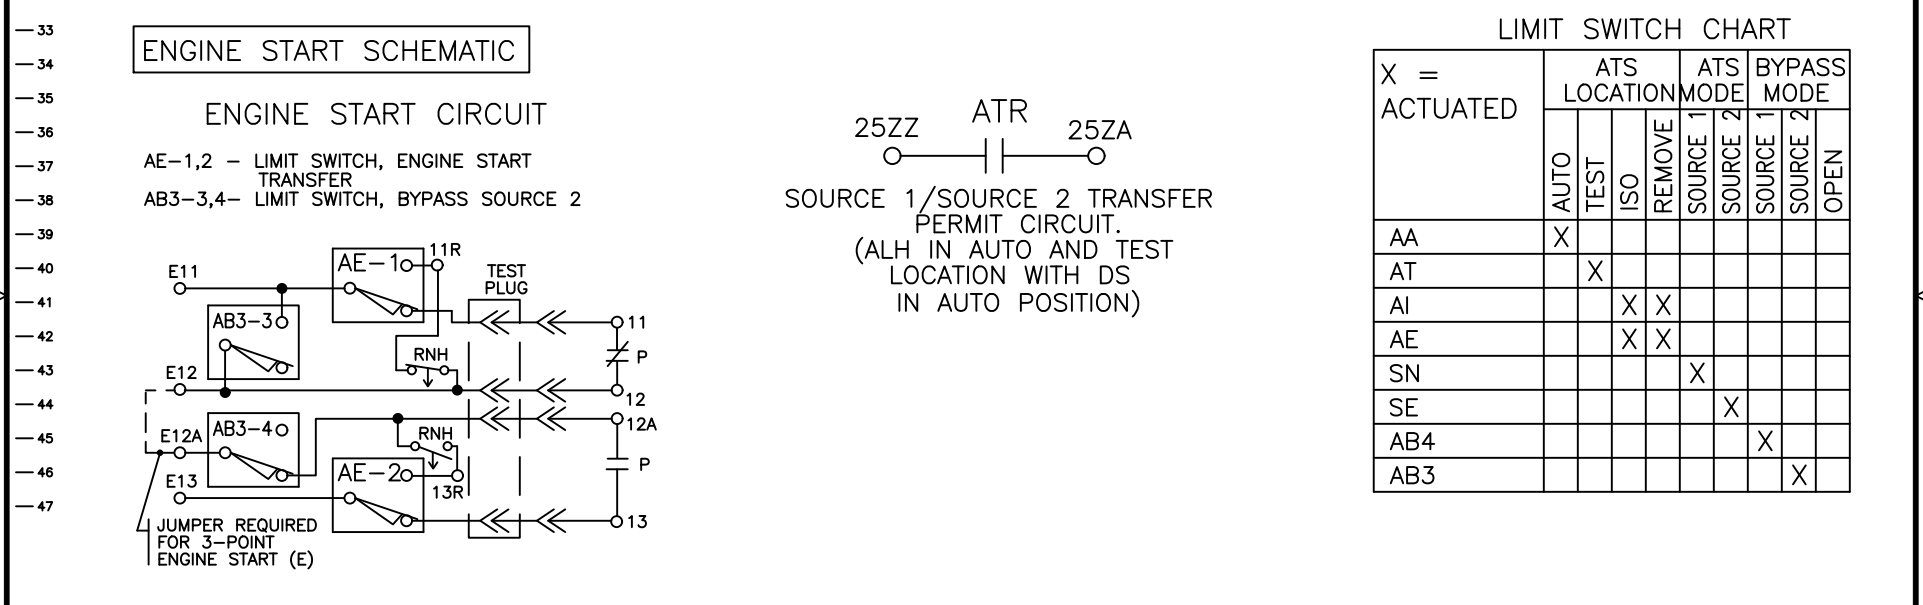 33
34
35
36
37
38
39
40
41
42
43
44
45
46
47
ENGINE START SCHEMATIC
ENGINE START CIRCUIT
AE-1,2 - LIMIT SWITCH, ENGINE START
TRANSFER
AB3-3,4- LIMIT SWITCH, BYPASS SOURCE 2
E11
AE-1
11R
TEST
PLUG
AB3-3
11
RNH
P
E12
12
AB3-4
12A
E12A
RNH
AE-2
P
E13
13R
13
JUMPER REQUIRED
FOR 3-POINT
ENGINE START (E)
25ZZ
ATR
25ZA
SOURCE 1/SOURCE 2 TRANSFER
PERMIT CIRCUIT.
(ALH IN AUTO AND TEST
LOCATION WITH DS
IN AUTO POSITION)
LIMIT SWITCH CHART
X =
ACTUATED
ATS
LOCATION
ATS
MODE
BYPASS
MODE
AUTO
TEST
ISO
REMOVE
SOURCE 1
SOURCE 2
SOURCE 1
SOURCE 2
OPEN
AA X
AT X
AI X X
AE X X
SN X
SE X
AB4 X
AB3 X